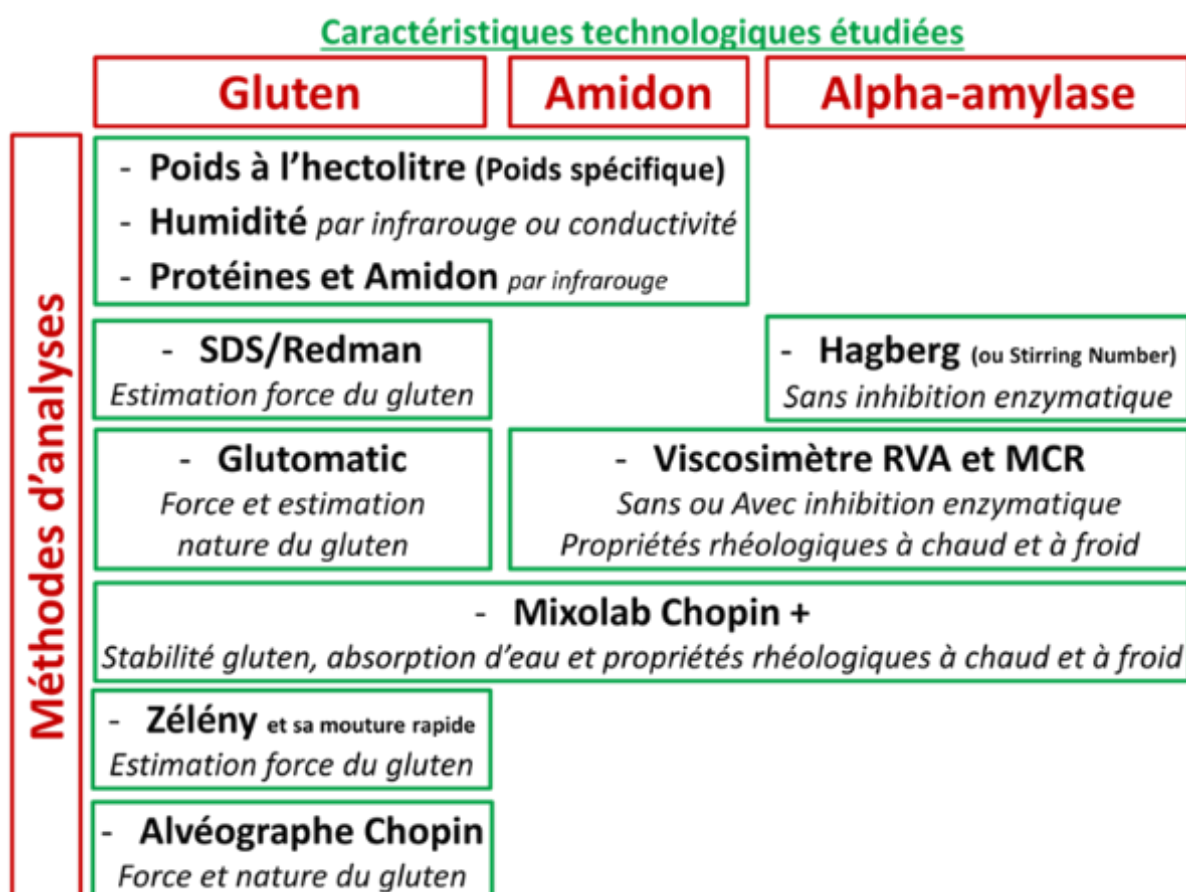 Caractéristiques technologiques étudiées
Gluten
Amidon
Alpha-amylase
Méthodes d'analyses
- Poids à l'hectolitre (Poids spécifique)
- Humidité par infrarouge ou conductivité
- Protéines et Amidon par infrarouge
- SDS/Redman
Estimation force du gluten
- Hagberg (ou Stirring Number)
Sans inhibition enzymatique
- Glutomatic
Force et estimation
nature du gluten
- Viscosimètre RVA et MCR
Sans ou Avec inhibition enzymatique
Propriétés rhéologiques à chaud et à froid
- Mixolab Chopin +
Stabilité gluten, absorption d'eau et propriétés rhéologiques à chaud et à froid
- Zélény et sa mouture rapide
Estimation force du gluten
- Alvéographe Chopin
Force et nature du gluten